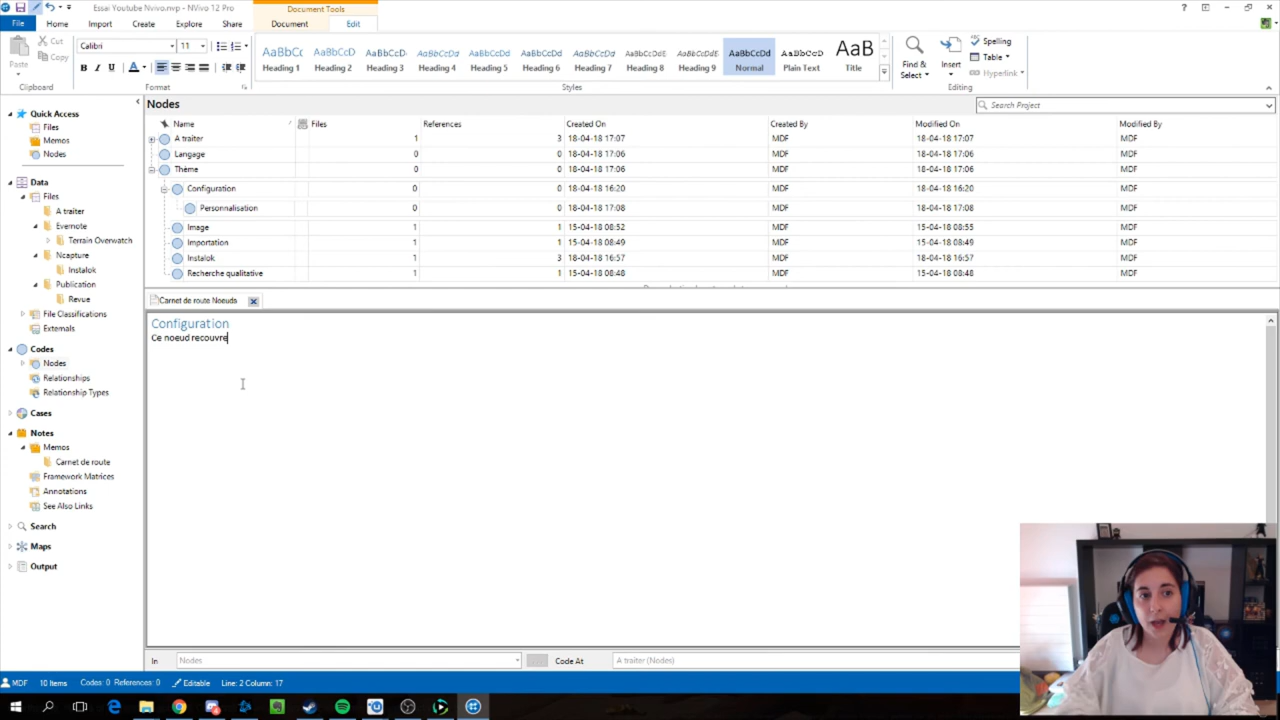 Essai Youtube Nvivo.nvp - NVivo 12 Pro
Document Tools
File Home Import Create Explore Share Document Edit
Paste Cut Copy
Clipboard
Calibri 11
B I U A
Format
AaBbCc AaBbCcD AaBbCcD AaBbCcDd AaBbCcDd AaBbCcDd AaBbCcDd AaBbCcDdE AaBbCcDdE AaBbCcDd AaBbCcDd AaB
Heading 1 Heading 2 Heading 3 Heading 4 Heading 5 Heading 6 Heading 7 Heading 8 Heading 9 Normal Plain Text Title
Styles
Find & Select
Insert
Spelling
Table
Hyperlink
Editing
Quick Access
Files
Memos
Nodes
Data
Files
A traiter
Evernote
Terrain Overwatch
Ncapture
Instalok
Publication
Revue
File Classifications
Externals
Codes
Nodes
Relationships
Relationship Types
Cases
Notes
Memos
Carnet de route
Framework Matrices
Annotations
See Also Links
Search
Maps
Output
Nodes
Search Project
Name Files References Created On Created By Modified On Modified By
A traiter 1 3 18-04-18 17:07 MDF 18-04-18 17:07 MDF
Langage 0 0 18-04-18 17:06 MDF 18-04-18 17:06 MDF
Thème 0 0 18-04-18 17:06 MDF 18-04-18 17:06 MDF
Configuration 0 0 18-04-18 16:20 MDF 18-04-18 16:20 MDF
Personnalisation 0 0 18-04-18 17:08 MDF 18-04-18 17:08 MDF
Image 1 1 15-04-18 08:52 MDF 15-04-18 08:55 MDF
Importation 1 1 15-04-18 08:49 MDF 15-04-18 08:49 MDF
Instalok 1 3 18-04-18 16:57 MDF 18-04-18 16:57 MDF
Recherche qualitative 1 1 15-04-18 08:48 MDF 15-04-18 08:48 MDF
Carnet de route Noeuds
Configuration
Ce noeud recouvre
In Nodes Code At A traiter (Nodes)
MDF 10 Items Codes: 0 References: 0 Editable Line: 2 Column: 17